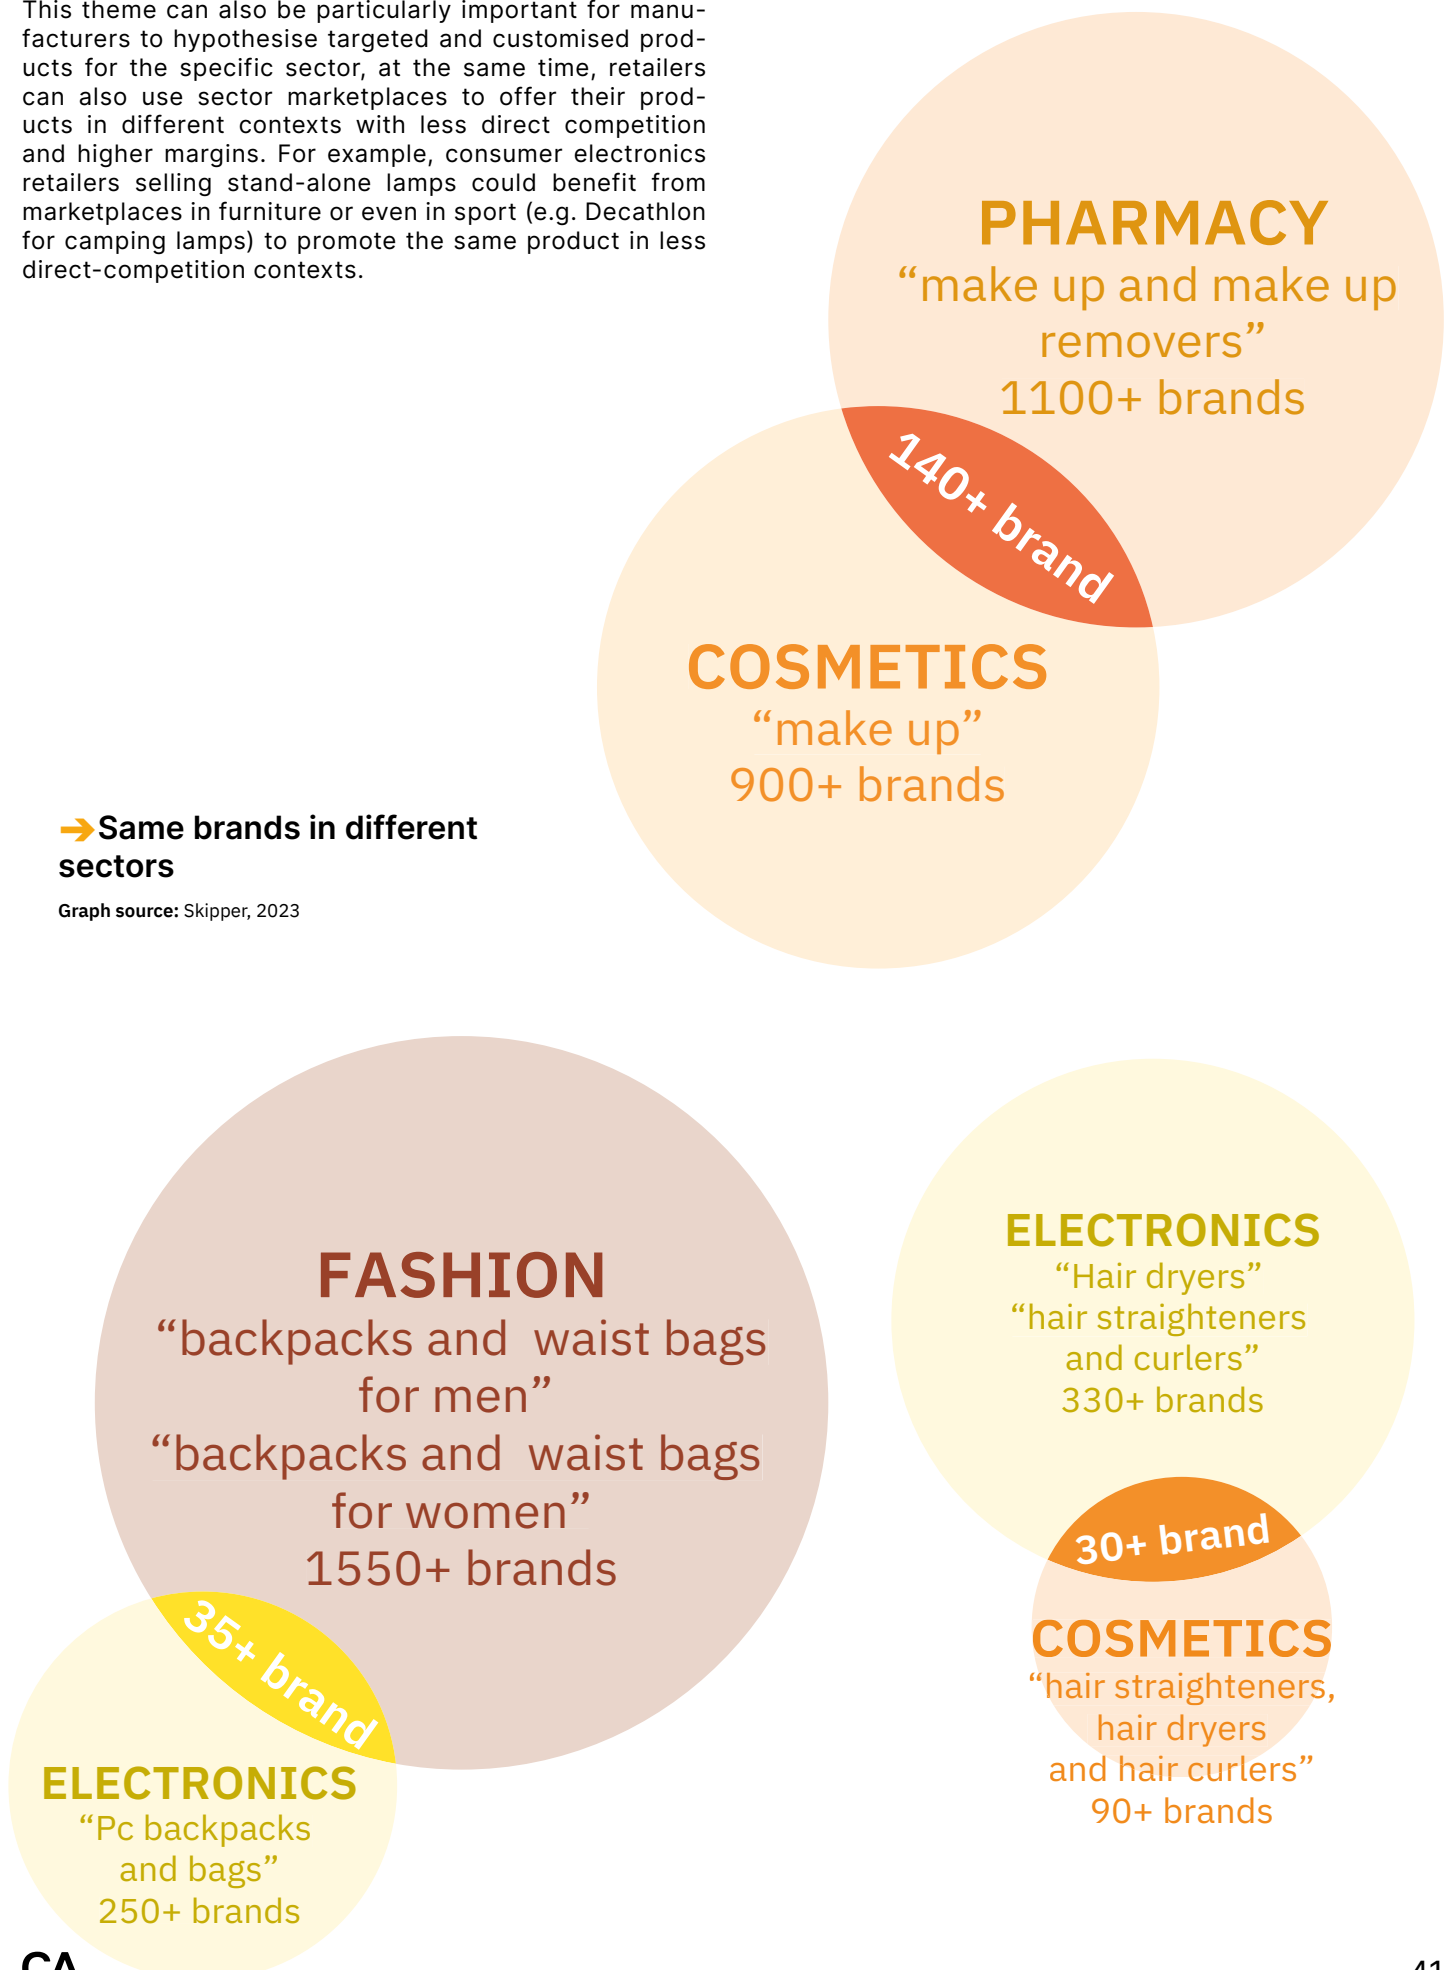 This theme can also be particularly important for manu-
facturers to hypothesise targeted and customised prod-
ucts for the specific sector, at the same time, retailers
can also use sector marketplaces to offer their prod-
ucts in different contexts with less direct competition
and higher margins. For example, consumer electronics
retailers selling stand-alone lamps could benefit from
marketplaces in furniture or even in sport (e.g. Decathlon
for camping lamps) to promote the same product in less
direct-competition contexts.
PHARMACY
“make up and make up
removers”
1100+ brands
140+ brand
COSMETICS
“make up”
900+ brands
➔Same brands in different
sectors
Graph source: Skipper, 2023
FASHION
“backpacks and  waist bags
for men”
“backpacks and  waist bags
for women”
1550+ brands
35+ brand
ELECTRONICS
“Pc backpacks
and bags”
250+ brands
ELECTRONICS
“Hair dryers”
“hair straighteners
and curlers”
330+ brands
30+ brand
COSMETICS
“hair straighteners,
hair dryers
and hair curlers”
90+ brands
CA
41